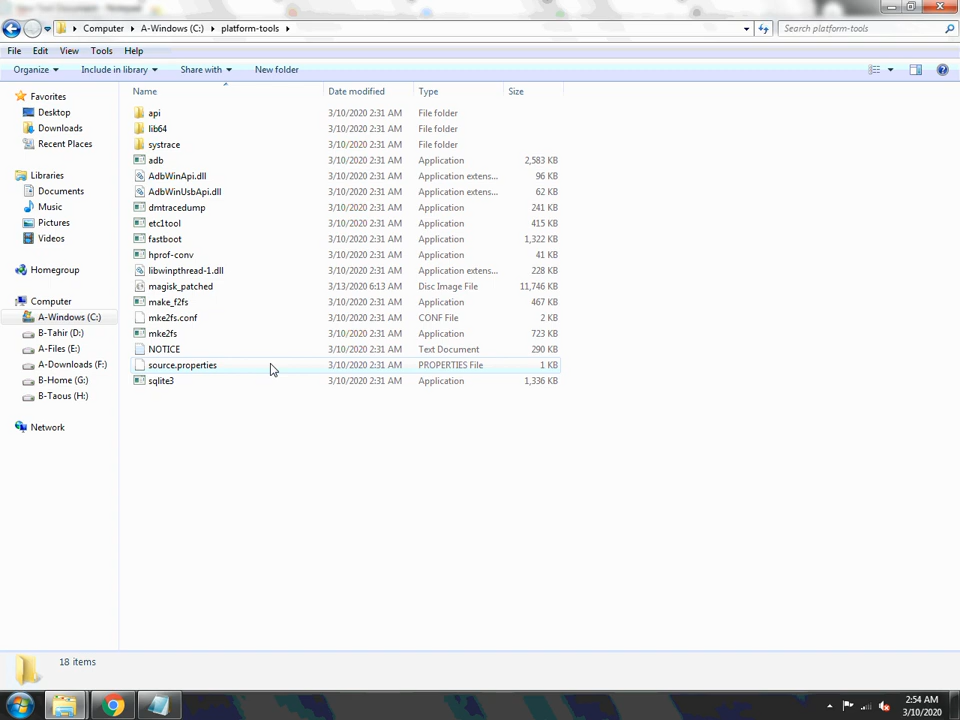 Computer A-Windows (C:) platform-tools Search platform-tools
File Edit View Tools Help
Organize Include in library Share with New folder
Name Date modified Type Size
Favorites
Desktop
Downloads
Recent Places
Libraries
Documents
Music
Pictures
Videos
Homegroup
Computer
A-Windows (C:)
B-Tahir (D:)
A-Files (E:)
A-Downloads (F:)
B-Home (G:)
B-Taous (H:)
Network
api 3/10/2020 2:31 AM File folder
lib64 3/10/2020 2:31 AM File folder
systrace 3/10/2020 2:31 AM File folder
adb 3/10/2020 2:31 AM Application 2,583 KB
AdbWinApi.dll 3/10/2020 2:31 AM Application extens... 96 KB
AdbWinUsbApi.dll 3/10/2020 2:31 AM Application extens... 62 KB
dmtracedump 3/10/2020 2:31 AM Application 241 KB
etc1tool 3/10/2020 2:31 AM Application 415 KB
fastboot 3/10/2020 2:31 AM Application 1,322 KB
hprof-conv 3/10/2020 2:31 AM Application 41 KB
libwinpthread-1.dll 3/10/2020 2:31 AM Application extens... 228 KB
magisk_patched 3/13/2020 6:13 AM Disc Image File 11,746 KB
make_f2fs 3/10/2020 2:31 AM Application 467 KB
mke2fs.conf 3/10/2020 2:31 AM CONF File 2 KB
mke2fs 3/10/2020 2:31 AM Application 723 KB
NOTICE 3/10/2020 2:31 AM Text Document 290 KB
source.properties 3/10/2020 2:31 AM PROPERTIES File 1 KB
sqlite3 3/10/2020 2:31 AM Application 1,336 KB
18 items
2:54 AM
3/10/2020